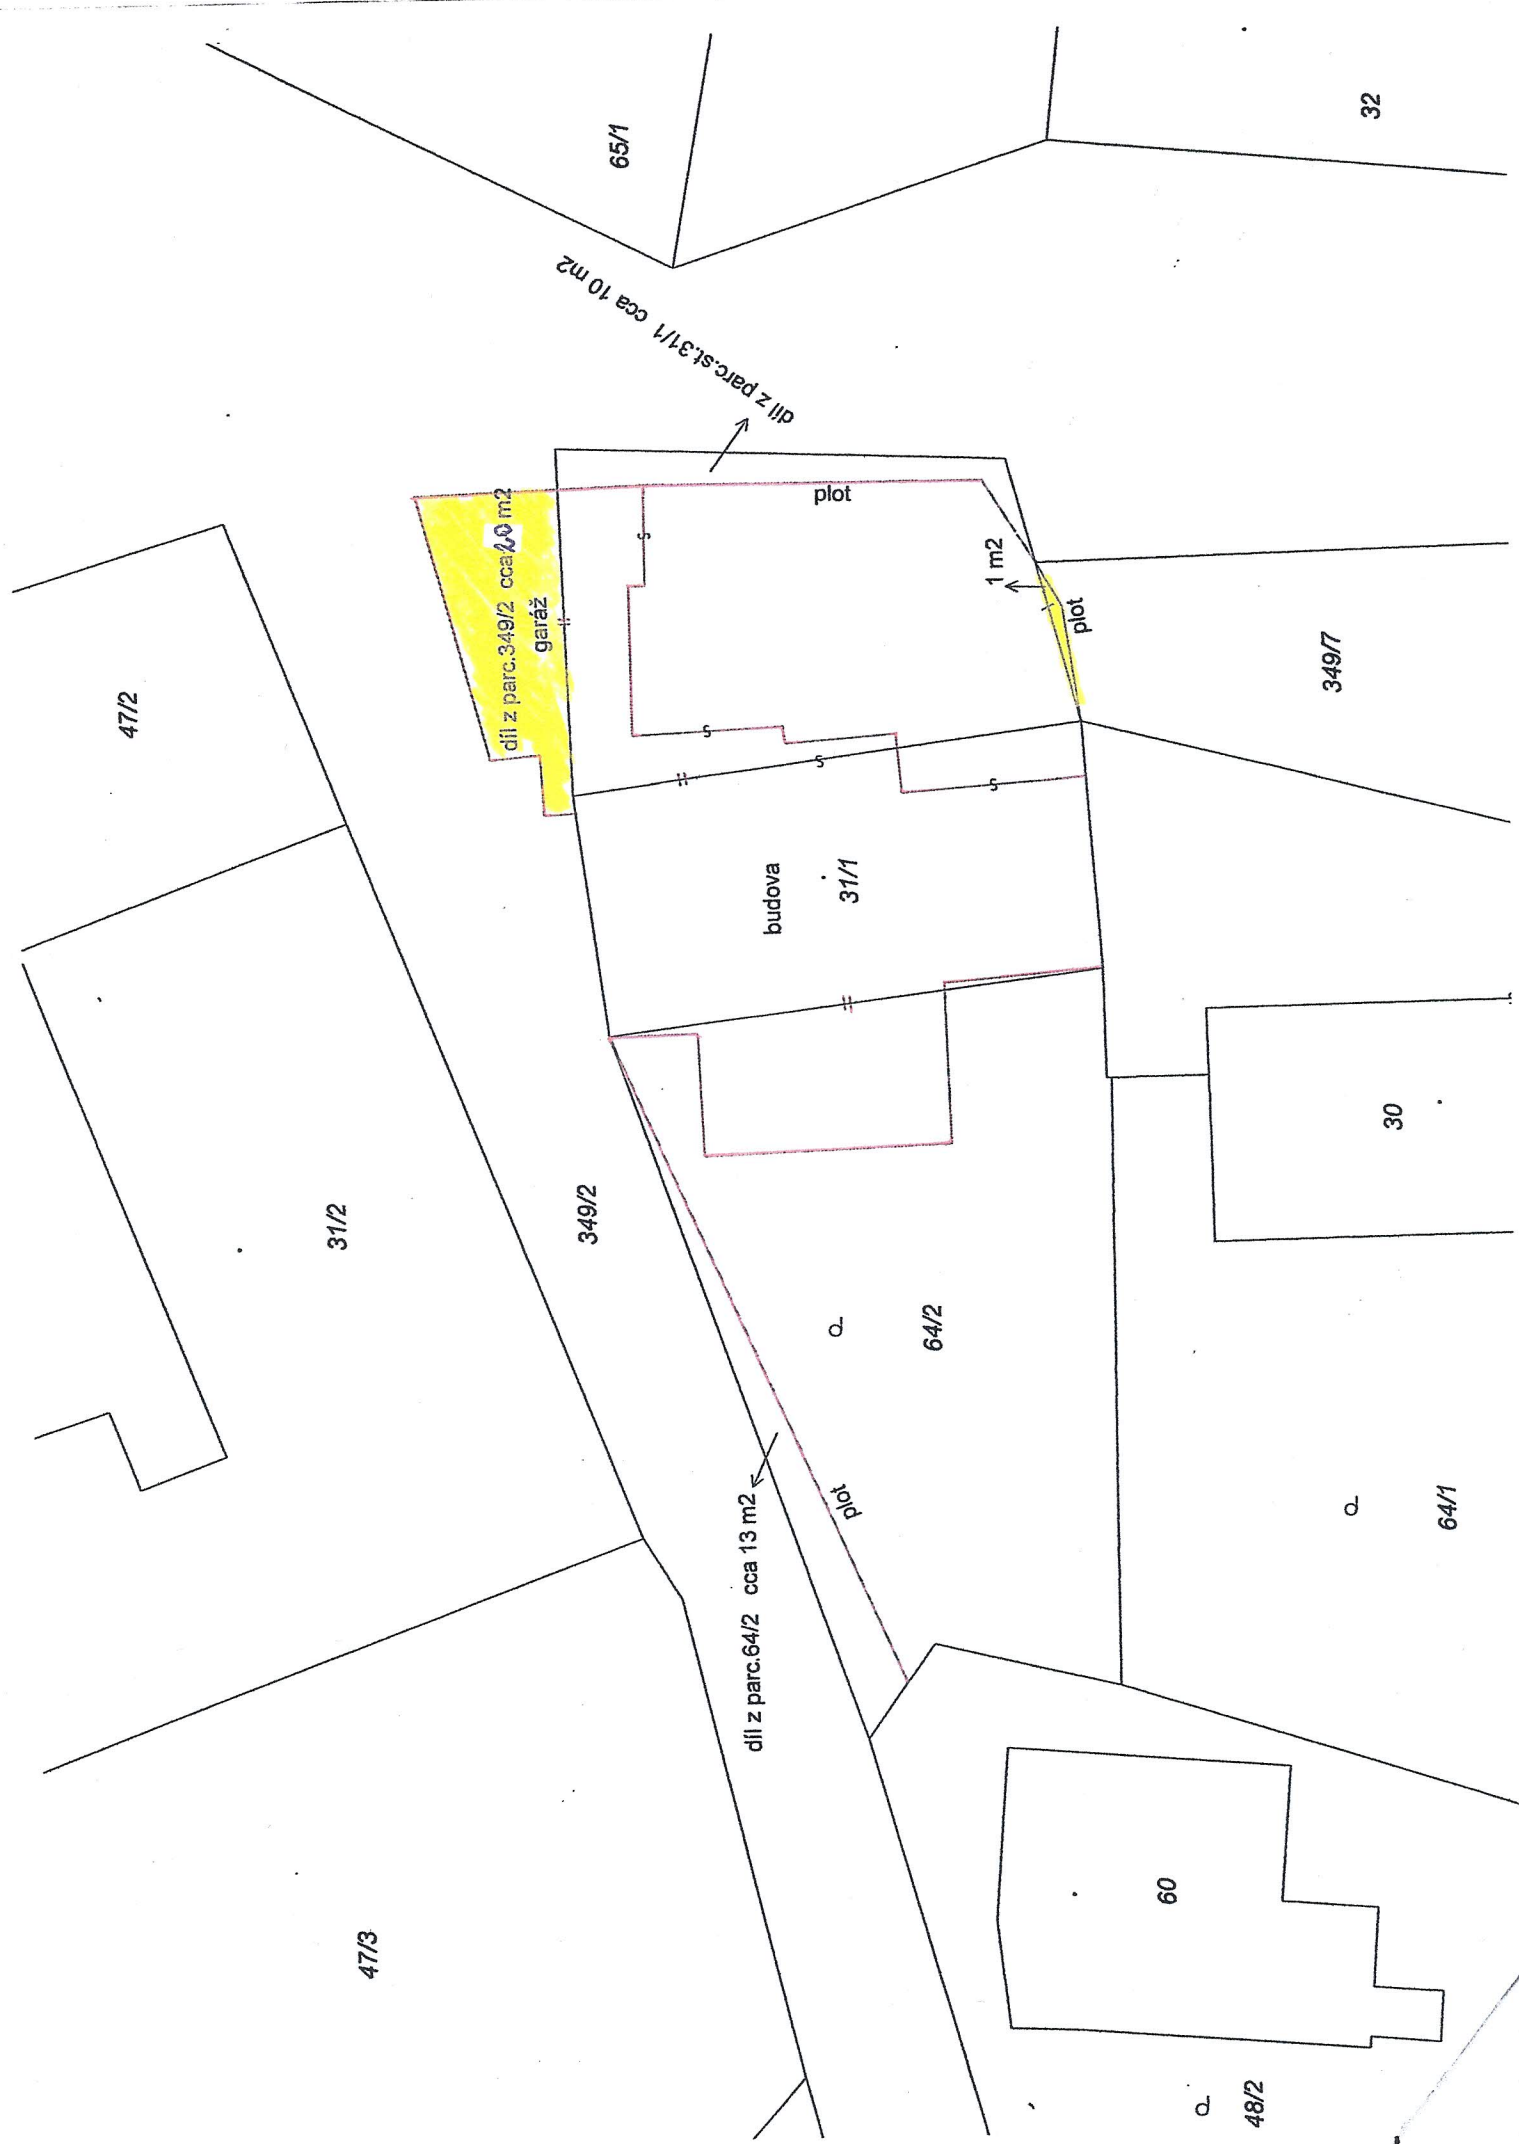 65/1
32
díl z parc.st.31/1 cca 10 m2
47/2
díl z parc.349/2 cca 20 m2
garáž
plot
1 m2
plot
349/7
budova
31/1
31/2
349/2
30
64/2
64/1
plot
díl z parc.64/2 cca 13 m2
47/3
60
48/2